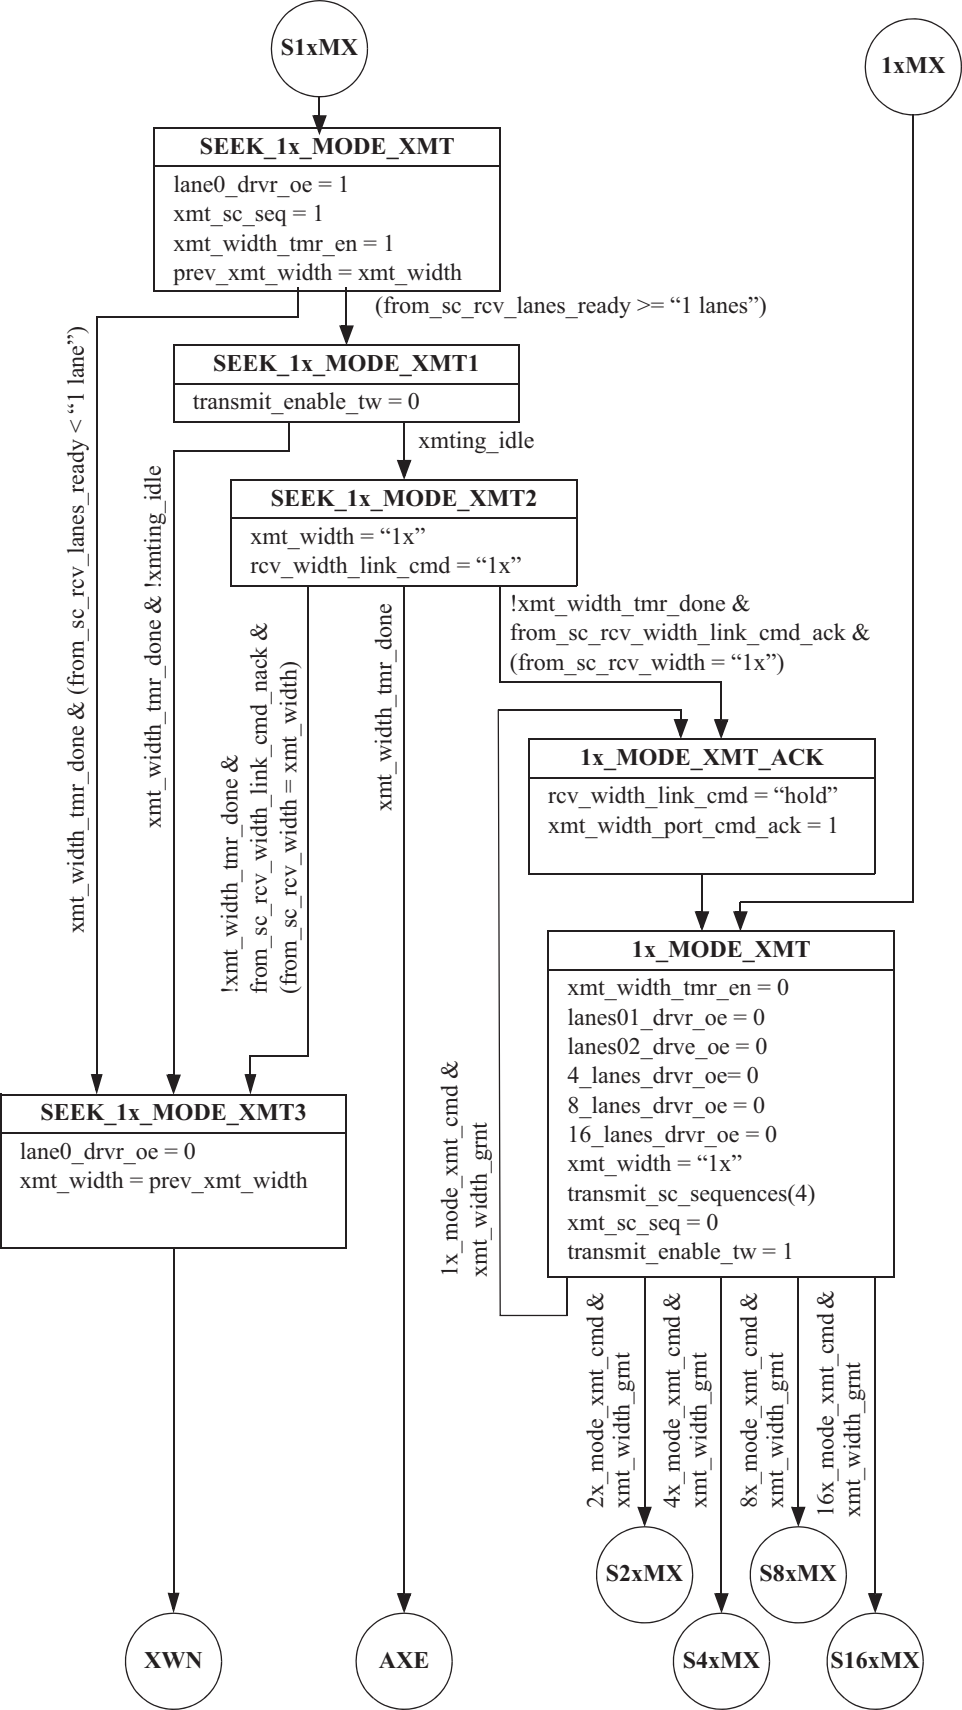 S1xMX
1xMX
SEEK_1x_MODE_XMT
lane0_drvr_oe = 1
xmt_sc_seq = 1
xmt_width_tmr_en = 1
prev_xmt_width = xmt_width
(from_sc_rcv_lanes_ready >= “1 lanes”)
xmt_width_tmr_done & (from_sc_rcv_lanes_ready < “1 lane”)
SEEK_1x_MODE_XMT1
transmit_enable_tw = 0
xmting_idle
xmt_width_tmr_done & !xmting_idle
SEEK_1x_MODE_XMT2
xmt_width = “1x”
rcv_width_link_cmd = “1x”
!xmt_width_tmr_done &
from_sc_rcv_width_link_cmd_nack &
(from_sc_rcv_width = xmt_width)
xmt_width_tmr_done
!xmt_width_tmr_done &
from_sc_rcv_width_link_cmd_ack &
(from_sc_rcv_width = “1x”)
1x_MODE_XMT_ACK
rcv_width_link_cmd = “hold”
xmt_width_port_cmd_ack = 1
1x_MODE_XMT
xmt_width_tmr_en = 0
lanes01_drvr_oe = 0
lanes02_drve_oe = 0
4_lanes_drvr_oe= 0
8_lanes_drvr_oe = 0
16_lanes_drvr_oe = 0
xmt_width = “1x”
transmit_sc_sequences(4)
xmt_sc_seq = 0
transmit_enable_tw = 1
1x_mode_xmt_cmd &
xmt_width_grnt
SEEK_1x_MODE_XMT3
lane0_drvr_oe = 0
xmt_width = prev_xmt_width
2x_mode_xmt_cmd &
xmt_width_grnt
4x_mode_xmt_cmd &
xmt_width_grnt
8x_mode_xmt_cmd &
xmt_width_grnt
16x_mode_xmt_cmd &
xmt_width_grnt
S2xMX
S8xMX
XWN
AXE
S4xMX
S16xMX